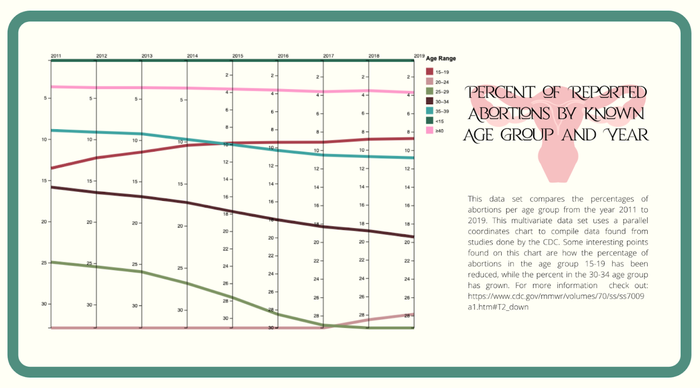 2011 2012 2013 2014 2015 2016 2017 2018 2019
Age Range
15–19
20–24
25–29
30–34
35–39
<15
≥40
PERCENT OF REPORTED
ABORTIONS BY KNOWN
AGE GROUP AND YEAR
This data set compares the percentages of
abortions per age group from the year 2011 to
2019. This multivariate data set uses a parallel
coordinates chart to compile data found from
studies done by the CDC. Some interesting points
found on this chart are how the percentage of
abortions in the age group 15-19 has been
reduced, while the percent in the 30-34 age group
has grown. For more information check out:
https://www.cdc.gov/mmwr/volumes/70/ss/ss7009
a1.htm#T2_down
2 2 2 2 2
5 5 5 5
4 4 4 4 4
6 6 6 6 6
8 8 8 8 8
10 10 10 10 10 10 10 10 10
12 12 12 12 12
14 14 14 14 14
15 15 15 15
16 16 16 16 16
18 18 18 18 18
20 20 20 20 20 20 20 20 20
22 22 22 22 22
24 24 24 24 24
25 25 25 25
26 26 26 26 26
28 28 28 28 28
30 30 30 30 30 30